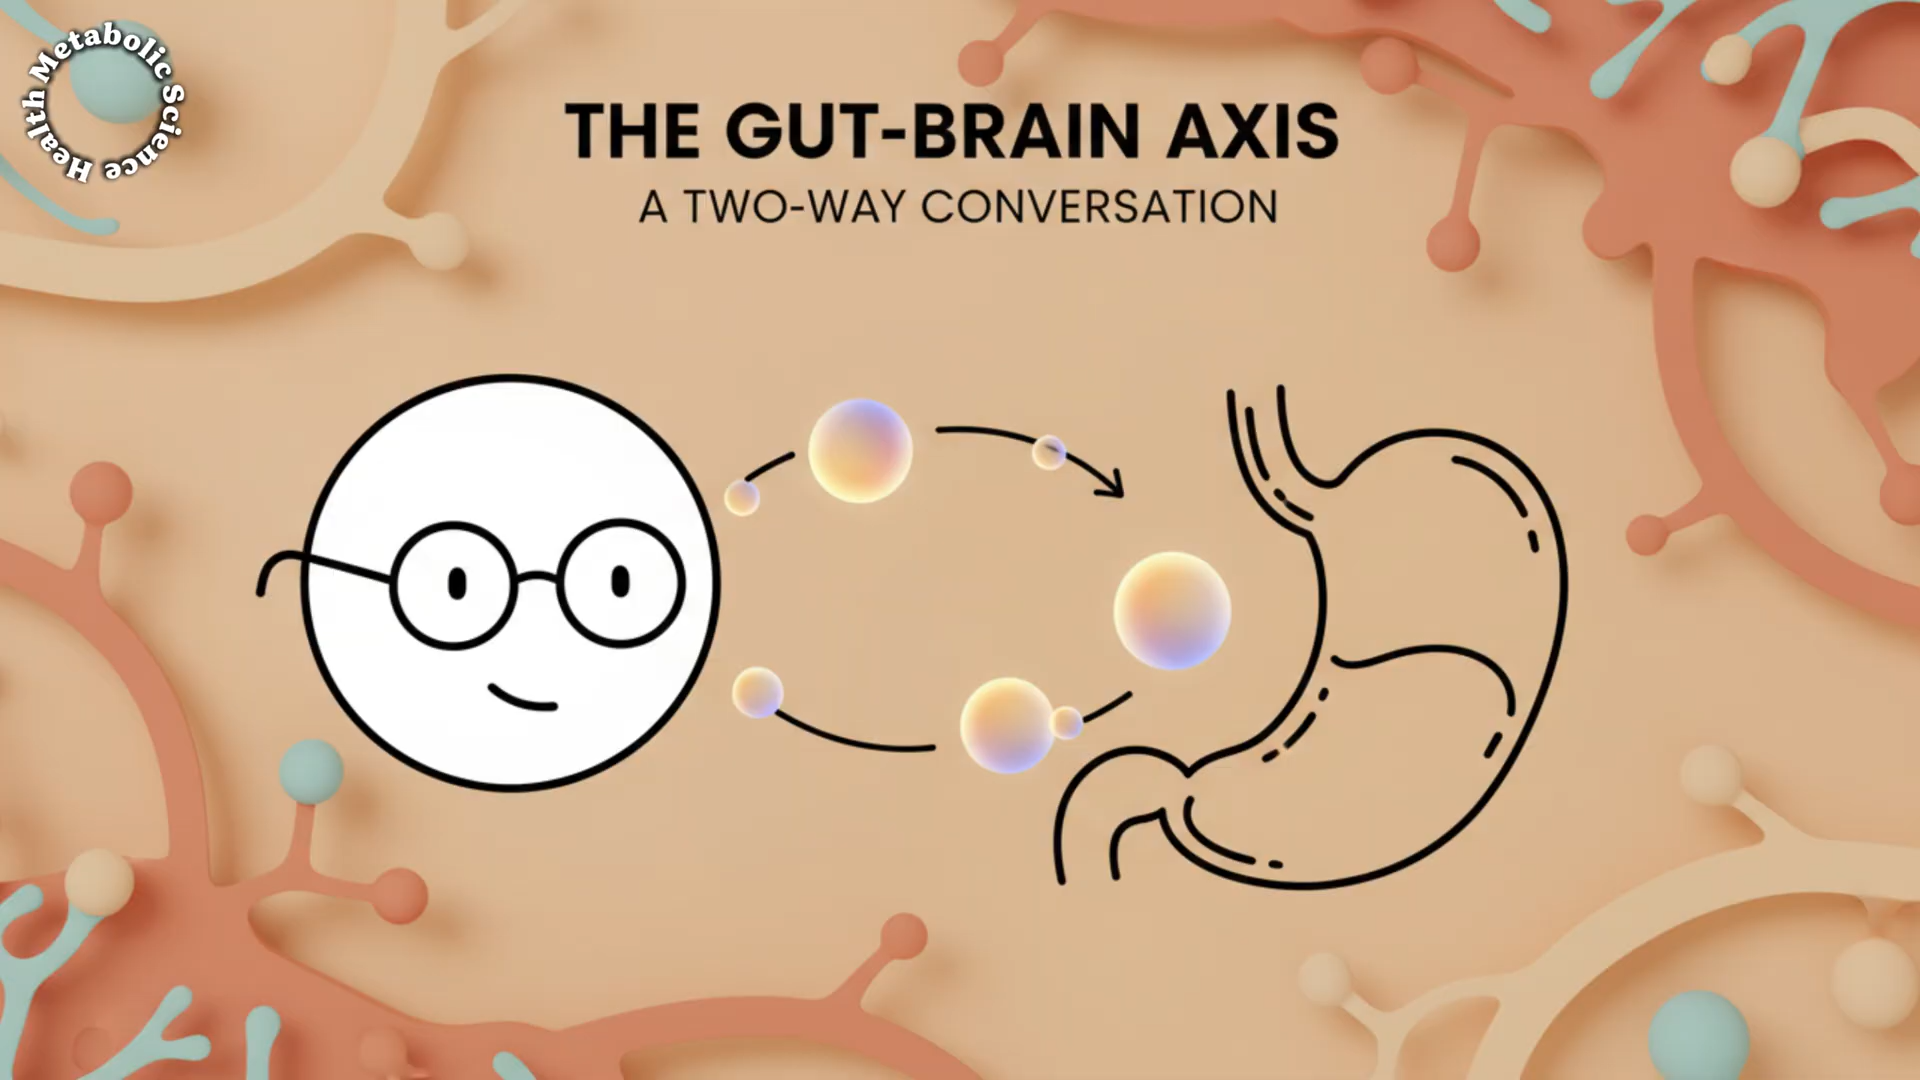 Metabolic Science Health
THE GUT-BRAIN AXIS
A TWO-WAY CONVERSATION